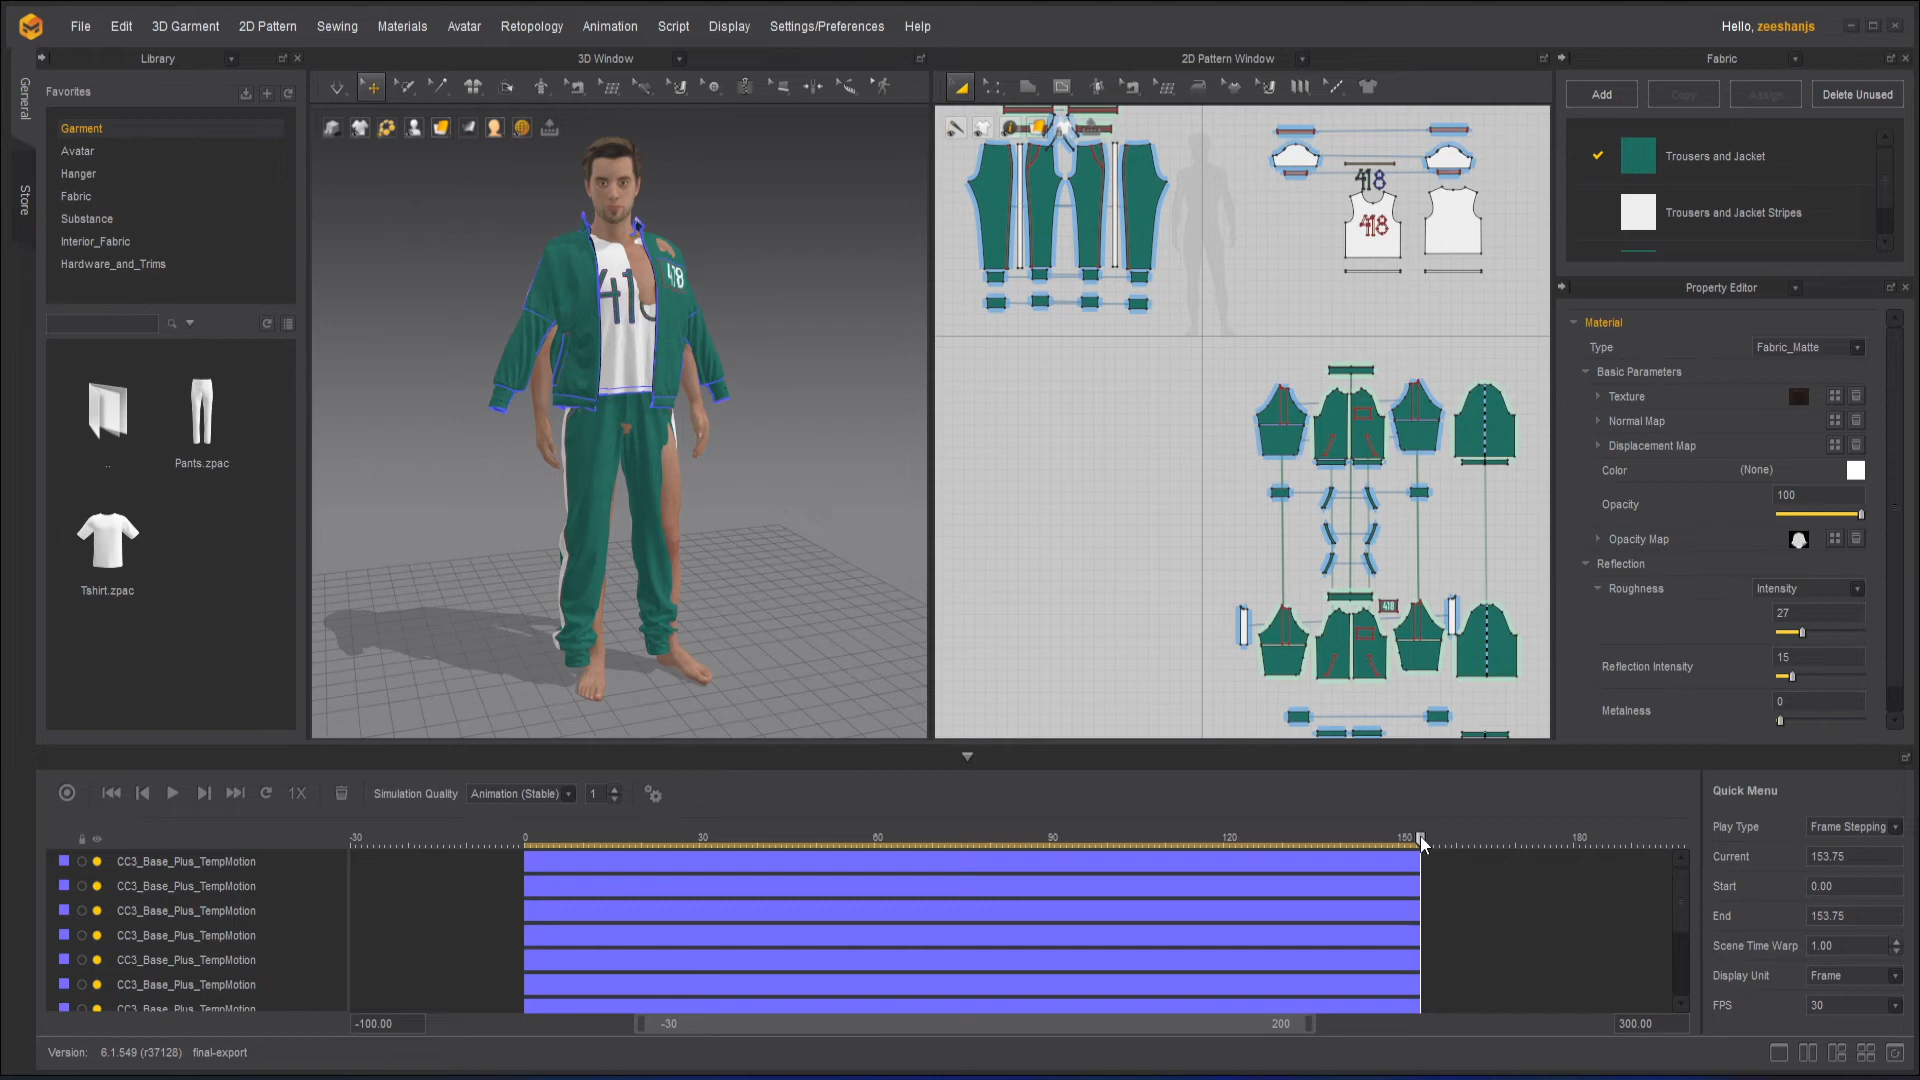 File Edit 3D Garment 2D Pattern Sewing Materials Avatar Retopology Animation Script Display Settings/Preferences Help Hello, zeeshanjs
Library 3D Window 2D Pattern Window Fabric
General
Store
Favorites
Garment
Avatar
Hanger
Fabric
Substance
Interior_Fabric
Hardware_and_Trims
..
Pants.zpac
Tshirt.zpac
418
418
418
418
418
Add Copy Assign Delete Unused
Trousers and Jacket
Trousers and Jacket Stripes
Property Editor
Material
Type Fabric_Matte
Basic Parameters
Texture
Normal Map
Displacement Map
Color (None)
Opacity 100
Opacity Map
Reflection
Roughness Intensity
27
Reflection Intensity 15
Metalness 0
1X Simulation Quality Animation (Stable) 1
-30 0 30 60 90 120 150 180
CC3_Base_Plus_TempMotion
CC3_Base_Plus_TempMotion
CC3_Base_Plus_TempMotion
CC3_Base_Plus_TempMotion
CC3_Base_Plus_TempMotion
CC3_Base_Plus_TempMotion
CC3_Base_Plus_TempMotion
-100.00 -30 200 300.00
Quick Menu
Play Type Frame Stepping
Current 153.75
Start 0.00
End 153.75
Scene Time Warp 1.00
Display Unit Frame
FPS 30
Version: 6.1.549 (r37128) final-export